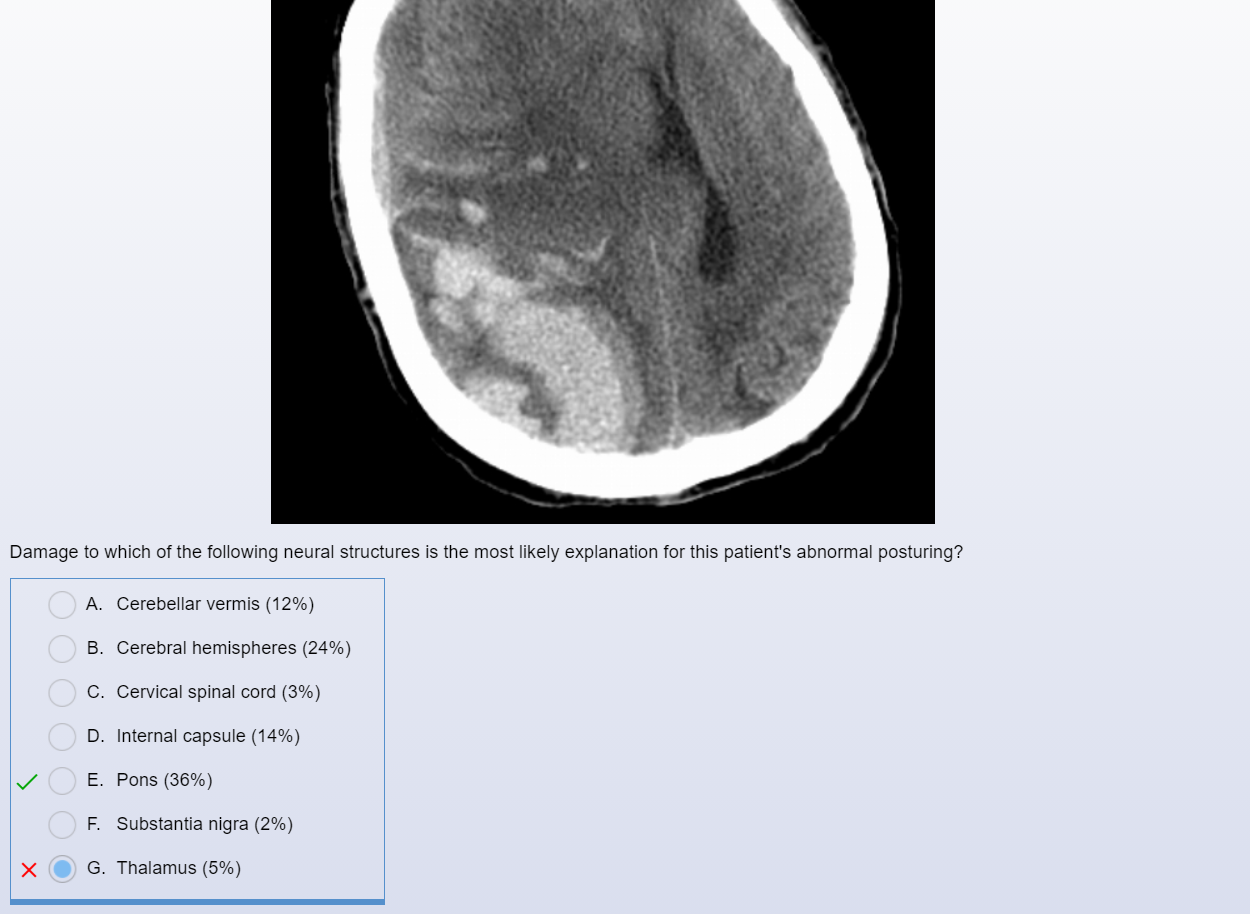 Damage to which of the following neural structures is the most likely explanation for this patient's abnormal posturing?
A. Cerebellar vermis (12%)
B. Cerebral hemispheres (24%)
C. Cervical spinal cord (3%)
D. Internal capsule (14%)
E. Pons (36%)
F. Substantia nigra (2%)
G. Thalamus (5%)